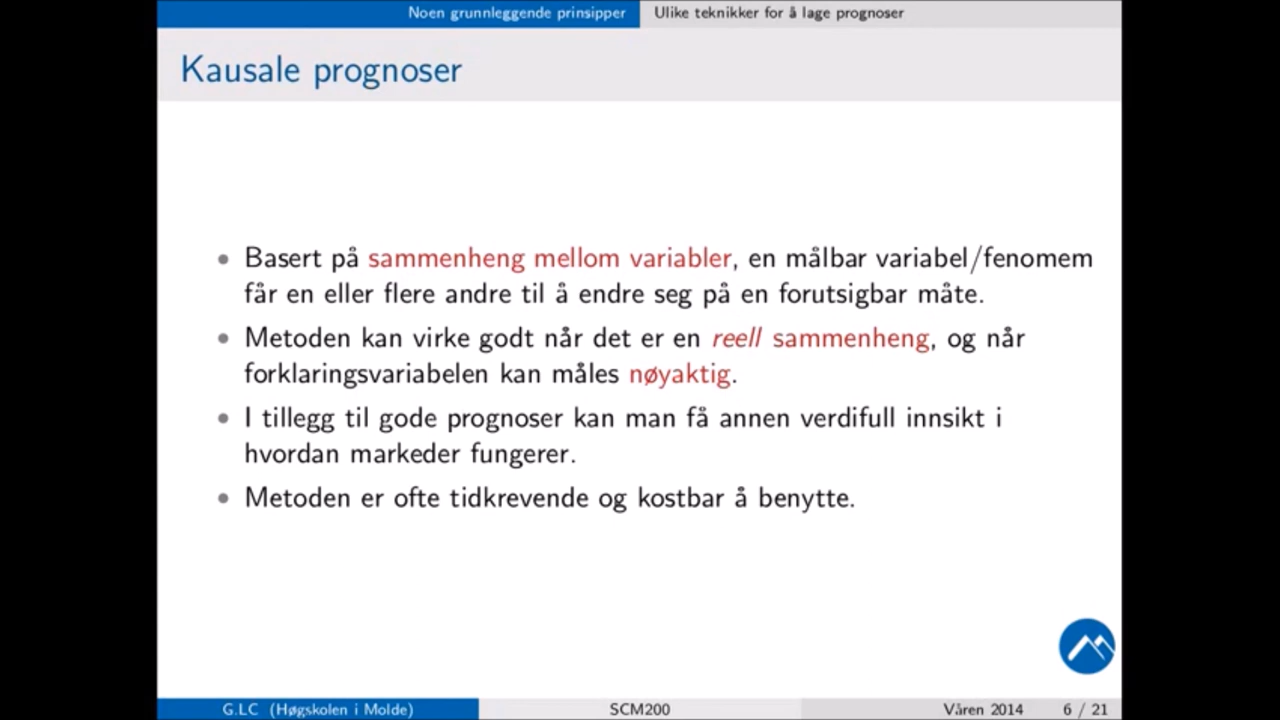 Noen grunnleggende prinsipper Ulike teknikker for å lage prognoser
Kausale prognoser
• Basert på sammenheng mellom variabler, en målbar variabel/fenomem
får en eller flere andre til å endre seg på en forutsigbar måte.
• Metoden kan virke godt når det er en reell sammenheng, og når
forklaringsvariabelen kan måles nøyaktig.
• I tillegg til gode prognoser kan man få annen verdifull innsikt i
hvordan markeder fungerer.
• Metoden er ofte tidkrevende og kostbar å benytte.
G.LC (Høgskolen i Molde) SCM200 Våren 2014 6 / 21